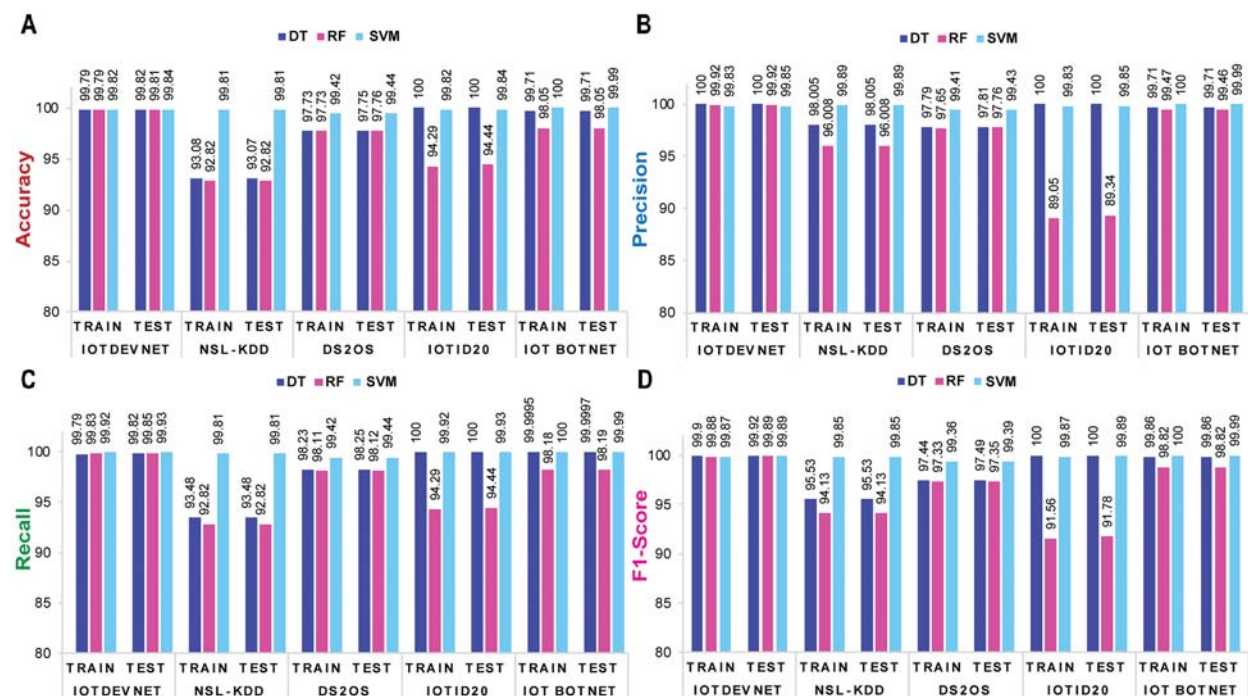 A
DT RF SVM
99.79 99.79 99.82 99.82 99.81 99.84 93.08 92.82 99.81 93.07 92.82 99.81 97.73 97.73 99.42 97.75 97.76 99.44 100 94.29 99.82 100 94.44 99.84 99.71 98.05 100 99.71 98.05 99.99
100
95
90
85
80
Accuracy
TRAIN TEST TRAIN TEST TRAIN TEST TRAIN TEST TRAIN TEST
IOTDEVNET NSL-KDD DS2OS IOTID20 IOT BOTNET
B
DT RF SVM
100 99.92 99.83 100 99.92 99.85 98.005 96.008 99.89 98.005 96.008 99.89 97.79 97.65 99.41 97.81 97.76 99.43 100 89.05 99.83 100 89.34 99.85 99.71 99.47 100 99.71 99.46 99.99
100
95
90
85
80
Precision
TRAIN TEST TRAIN TEST TRAIN TEST TRAIN TEST TRAIN TEST
IOTDEVNET NSL-KDD DS2OS IOTID20 IOT BOTNET
C
DT RF SVM
99.79 99.83 99.92 99.82 99.85 99.93 93.48 92.82 99.81 93.48 92.82 99.81 98.23 98.11 99.42 98.25 98.12 99.44 100 94.29 99.92 100 94.44 99.93 99.9995 98.18 100 99.9997 98.19 99.99
100
95
90
85
80
Recall
TRAIN TEST TRAIN TEST TRAIN TEST TRAIN TEST TRAIN TEST
IOTDEVNET NSL-KDD DS2OS IOTID20 IOT BOTNET
D
DT RF SVM
99.9 99.88 99.87 99.92 99.89 99.89 95.53 94.13 99.85 95.53 94.13 99.85 97.44 97.33 99.36 97.49 97.35 99.39 100 91.56 99.87 100 91.78 99.89 99.86 98.82 100 99.86 98.82 99.99
100
95
90
85
80
F1-Score
TRAIN TEST TRAIN TEST TRAIN TEST TRAIN TEST TRAIN TEST
IOTDEVNET NSL-KDD DS2OS IOTID20 IOT BOTNET